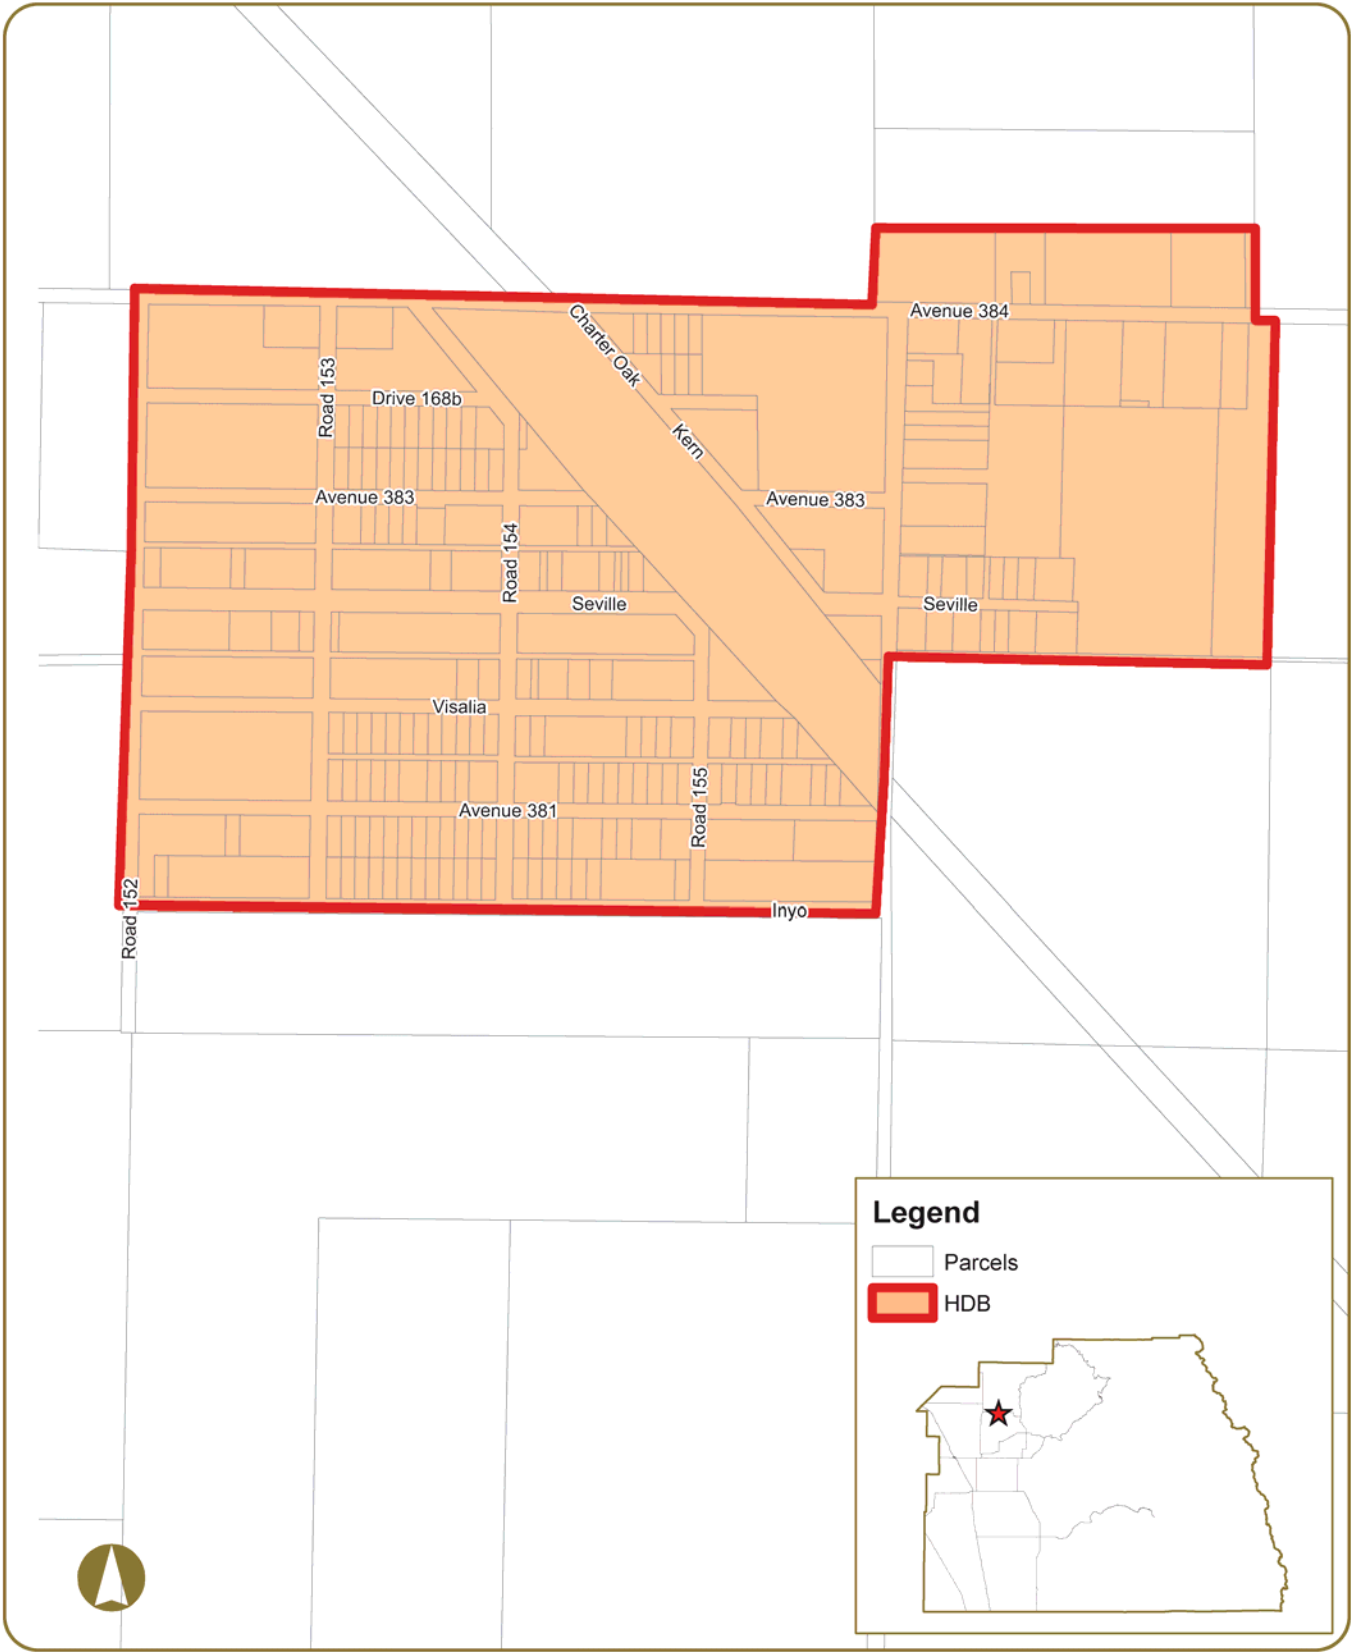 Avenue 384
Charter Oak
Road 153
Drive 168b
Kern
Avenue 383
Avenue 383
Road 154
Seville
Seville
Visalia
Road 155
Avenue 381
Road 152
Inyo
Legend
Parcels
HDB